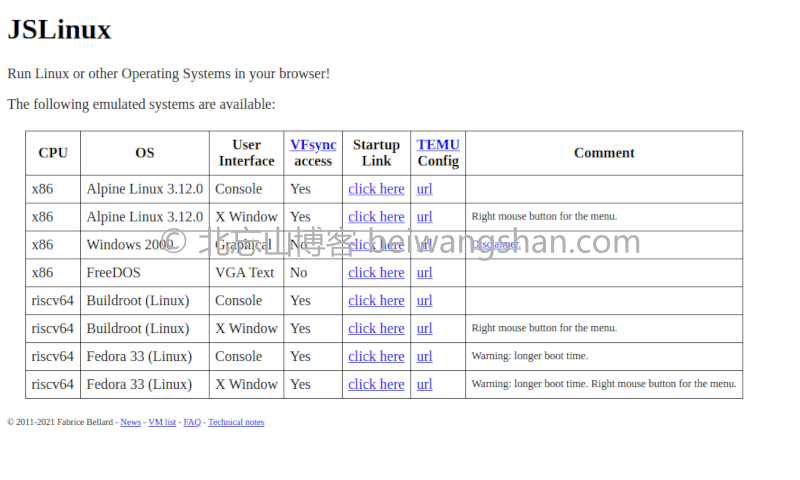 JSLinux
Run Linux or other Operating Systems in your browser!
The following emulated systems are available:
CPU OS User Interface VFsync access Startup Link TEMU Config Comment
x86 Alpine Linux 3.12.0 Console Yes click here url
x86 Alpine Linux 3.12.0 X Window Yes click here url Right mouse button for the menu.
x86 Windows 2000 Graphical No click here url Disclaimer.
© 北忘山博客 beiwangshan.com
x86 FreeDOS VGA Text No click here url
riscv64 Buildroot (Linux) Console Yes click here url
riscv64 Buildroot (Linux) X Window Yes click here url Right mouse button for the menu.
riscv64 Fedora 33 (Linux) Console Yes click here url Warning: longer boot time.
riscv64 Fedora 33 (Linux) X Window Yes click here url Warning: longer boot time. Right mouse button for the menu.
© 2011-2021 Fabrice Bellard - News - VM list - FAQ - Technical notes